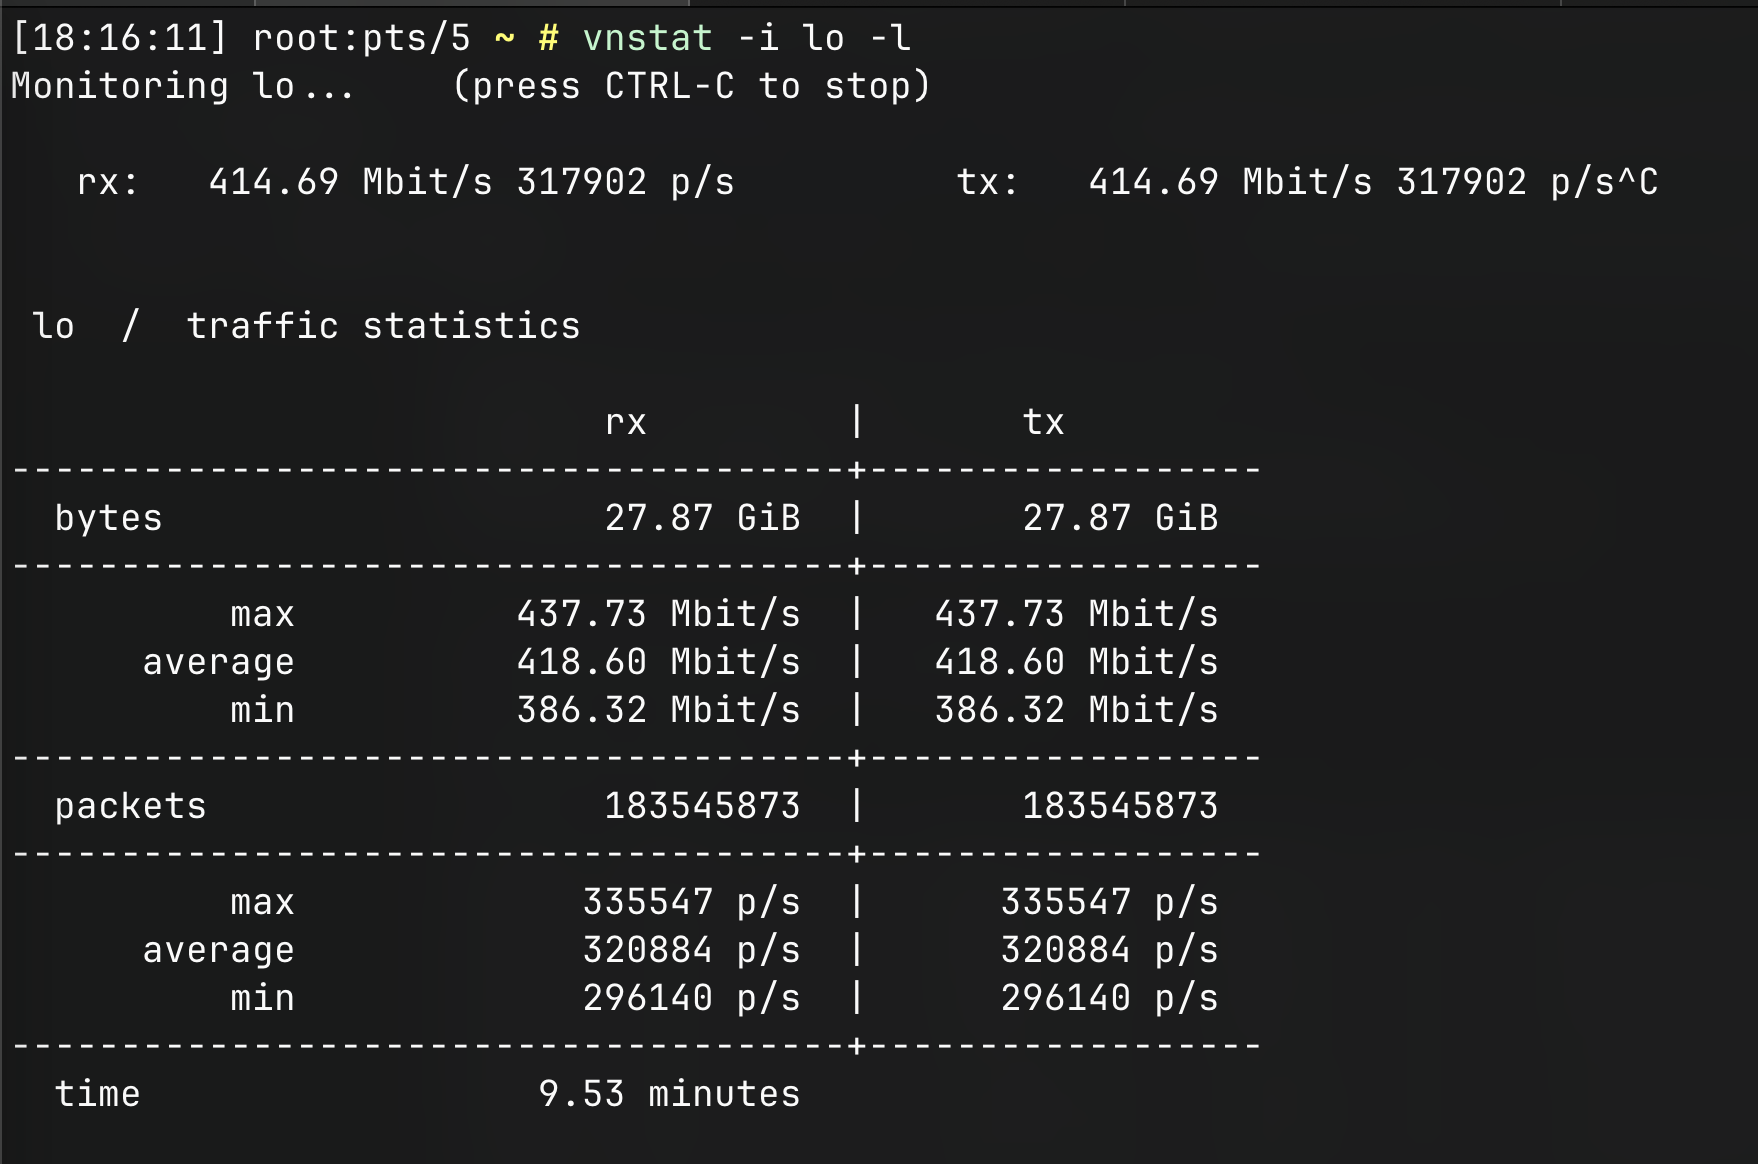 [18:16:11] root:pts/5 ~ # vnstat -i lo -l
Monitoring lo...    (press CTRL-C to stop)

   rx:   414.69 Mbit/s 317902 p/s          tx:   414.69 Mbit/s 317902 p/s^C


 lo  /  traffic statistics

                           rx         |       tx
--------------------------------------+------------------
  bytes                    27.87 GiB  |       27.87 GiB
--------------------------------------+------------------
          max          437.73 Mbit/s  |   437.73 Mbit/s
      average          418.60 Mbit/s  |   418.60 Mbit/s
          min          386.32 Mbit/s  |   386.32 Mbit/s
--------------------------------------+------------------
  packets                  183545873  |       183545873
--------------------------------------+------------------
          max             335547 p/s  |      335547 p/s
      average             320884 p/s  |      320884 p/s
          min             296140 p/s  |      296140 p/s
--------------------------------------+------------------
  time                  9.53 minutes